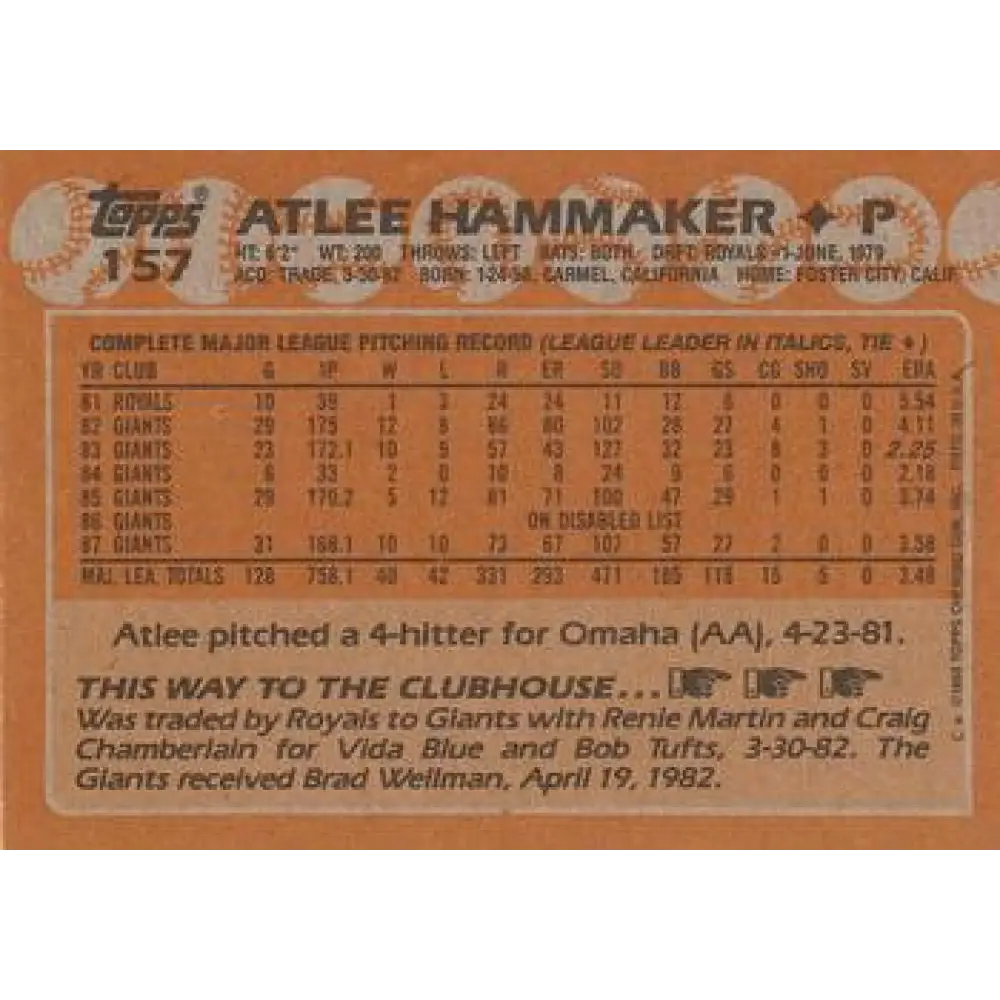 Topps® ATLEE HAMMAKER ✦ P
157 HT: 6'2" WT: 200 THROWS: LEFT BATS: BOTH DRFT: ROYALS #1-JUNE, 1979
ACQ: TRADE, 3-30-82 BORN: 1-24-58, CARMEL, CALIFORNIA HOME: FOSTER CITY, CALIF.
COMPLETE MAJOR LEAGUE PITCHING RECORD (LEAGUE LEADER IN ITALICS, TIE ✦)
YR CLUB G IP W L R ER SO BB GS CG SHO SV ERA
81 ROYALS 10 39 1 3 24 24 11 12 6 0 0 0 5.54
82 GIANTS 29 175 12 8 86 80 102 28 27 4 1 0 4.11
83 GIANTS 23 172.1 10 9 57 43 127 32 23 8 3 0 2.25
84 GIANTS 6 33 2 0 10 8 24 9 6 0 0 0 2.18
85 GIANTS 29 170.2 5 12 81 71 100 47 29 1 1 0 3.74
86 GIANTS ON DISABLED LIST
87 GIANTS 31 168.1 10 10 73 67 107 57 27 2 0 0 3.58
MAJ. LEA. TOTALS 128 758.1 40 42 331 293 471 185 118 15 5 0 3.48
Atlee pitched a 4-hitter for Omaha (AA), 4-23-81.
THIS WAY TO THE CLUBHOUSE...
Was traded by Royals to Giants with Renie Martin and Craig
Chamberlain for Vida Blue and Bob Tufts, 3-30-82. The
Giants received Brad Wellman, April 19, 1982.